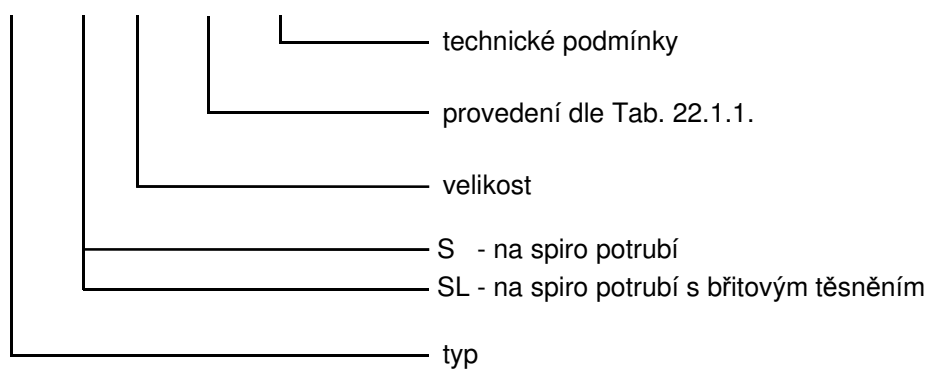 technické podmínky
provedení dle Tab. 22.1.1.
velikost
S - na spiro potrubí
SL - na spiro potrubí s břitovým těsněním
typ